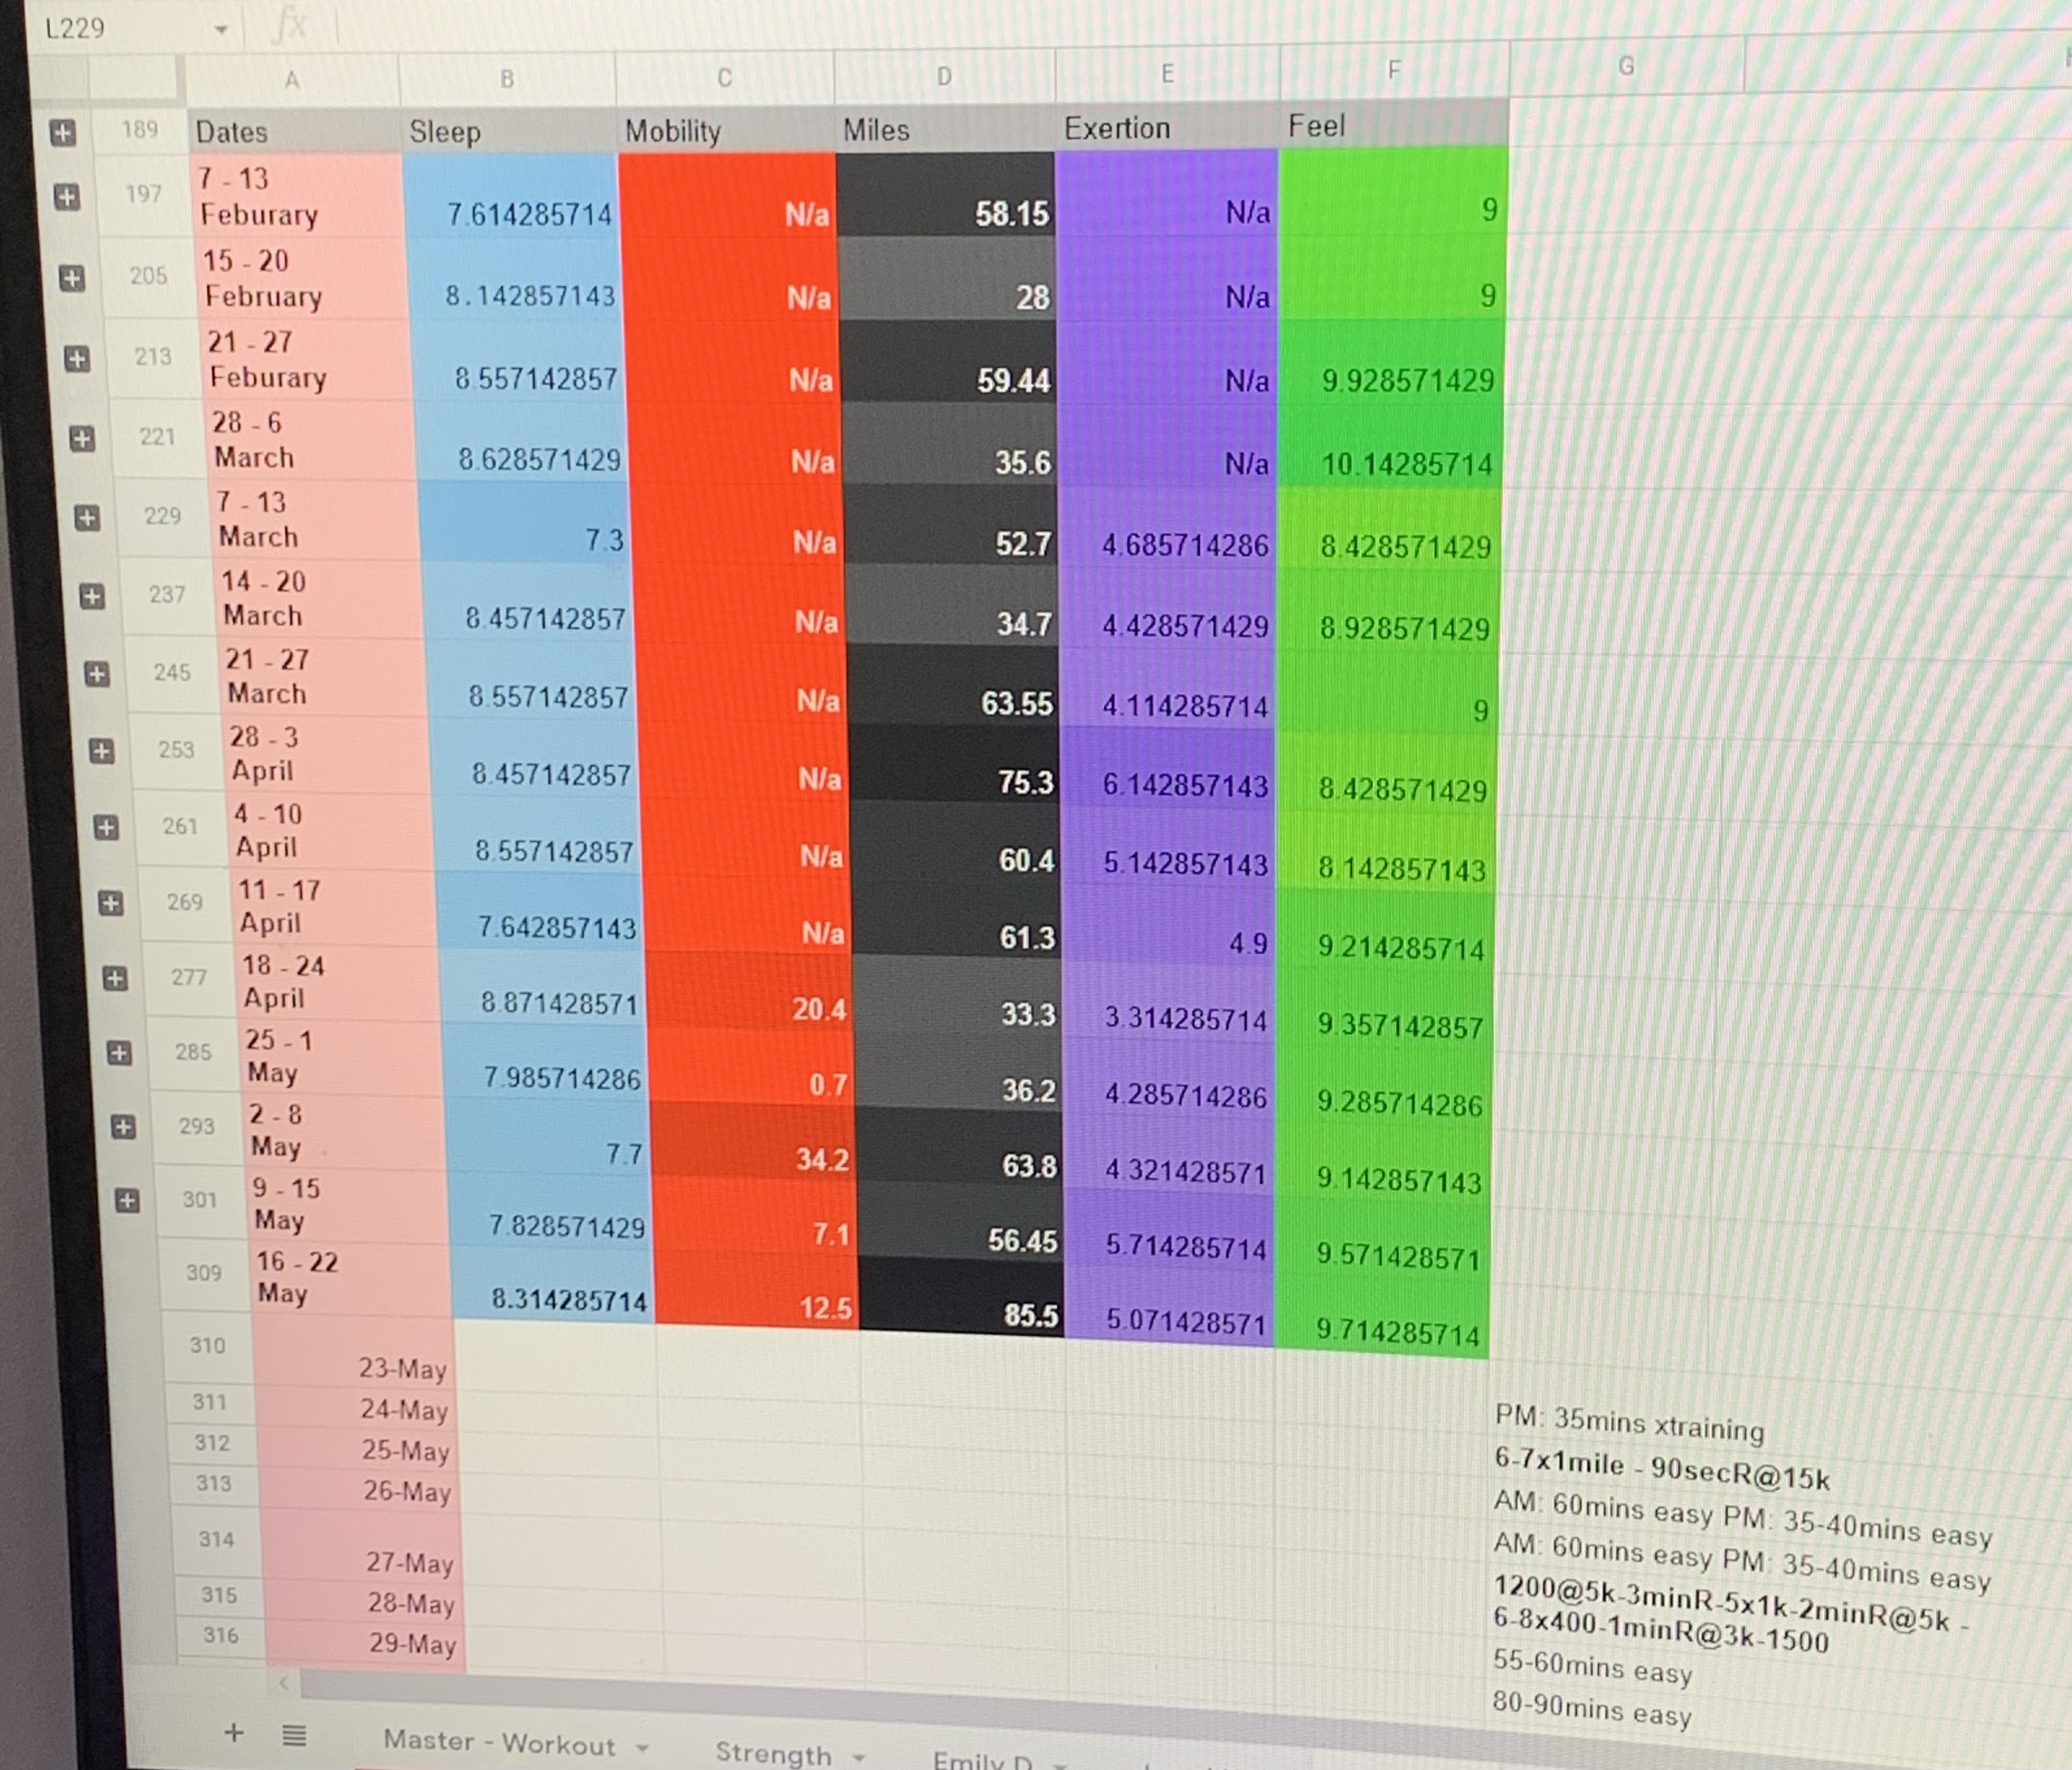 L229 fx
A B C D E F G
189 Dates Sleep Mobility Miles Exertion Feel
7 - 13
197 Feburary 7.614285714 N/a 58.15 N/a 9
15 - 20
205 February 8.142857143 N/a 28 N/a 9
21 - 27
213 Feburary 8.557142857 N/a 59.44 N/a 9.928571429
28 - 6
221 March 8.628571429 N/a 35.6 N/a 10.14285714
7 - 13
229 March 7.3 N/a 52.7 4.685714286 8.428571429
14 - 20
237 March 8.457142857 N/a 34.7 4.428571429 8.928571429
21 - 27
245 March 8.557142857 N/a 63.55 4.114285714 9
28 - 3
253 April 8.457142857 N/a 75.3 6.142857143 8.428571429
4 - 10
261 April 8.557142857 N/a 60.4 5.142857143 8.142857143
11 - 17
269 April 7.642857143 N/a 61.3 4.9 9.214285714
18 - 24
277 April 8.871428571 20.4 33.3 3.314285714 9.357142857
25 - 1
285 May 7.985714286 0.7 36.2 4.285714286 9.285714286
2 - 8
293 May 7.7 34.2 63.8 4.321428571 9.142857143
9 - 15
301 May 7.828571429 7.1 56.45 5.714285714 9.571428571
16 - 22
309 May 8.314285714 12.5 85.5 5.071428571 9.714285714
310 23-May PM: 35mins xtraining
311 24-May 6-7x1mile - 90secR@15k
312 25-May AM: 60mins easy PM: 35-40mins easy
313 26-May AM: 60mins easy PM: 35-40mins easy
1200@5k-3minR-5x1k-2minR@5k -
314 27-May 6-8x400-1minR@3k-1500
315 28-May 55-60mins easy
316 29-May 80-90mins easy
Master - Workout Strength Emily D